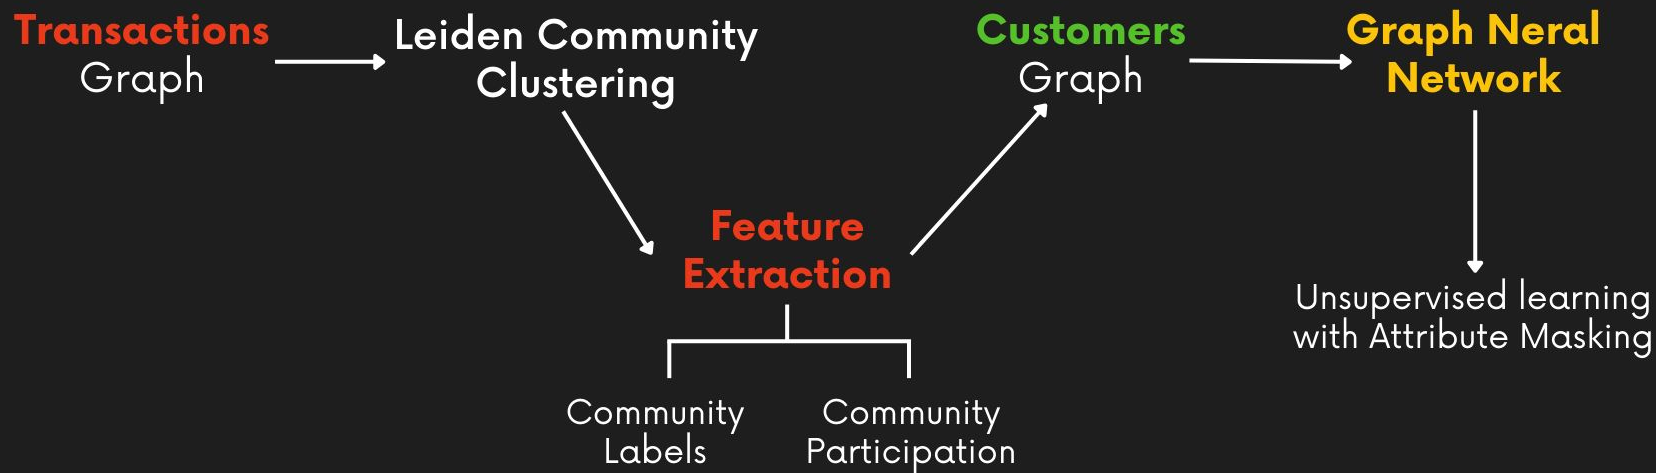 Transactions
Graph
Leiden Community
Clustering
Feature
Extraction
Community
Labels
Community
Participation
Customers
Graph
Graph Neral
Network
Unsupervised learning
with Attribute Masking